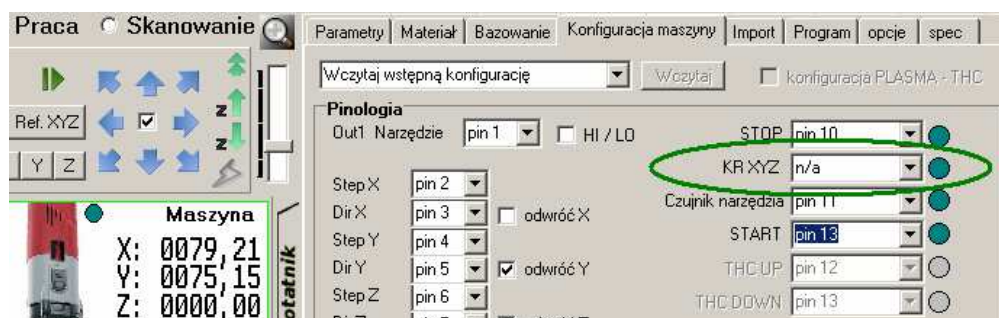 Praca Skanowanie
Parametry Materiał Bazowanie Konfiguracja maszyny Import Program opcje spec
Wczytaj wstępną konfigurację Wczytaj konfiguracja PLASMA - THC
Ref. XYZ
z
z
Y Z
Pinologia
Out1 Narzędzie pin 1 HI / LO
Step X pin 2
Dir X pin 3 odwróć X
Step Y pin 4
Dir Y pin 5 odwróć Y
Step Z pin 6
STOP pin 10
KR XYZ n/a
Czujnik narzędzia pin 11
START pin 13
THC UP pin 12
THC DOWN pin 13
Maszyna
X: 0079,21
Y: 0075,15
Z: 0000,00